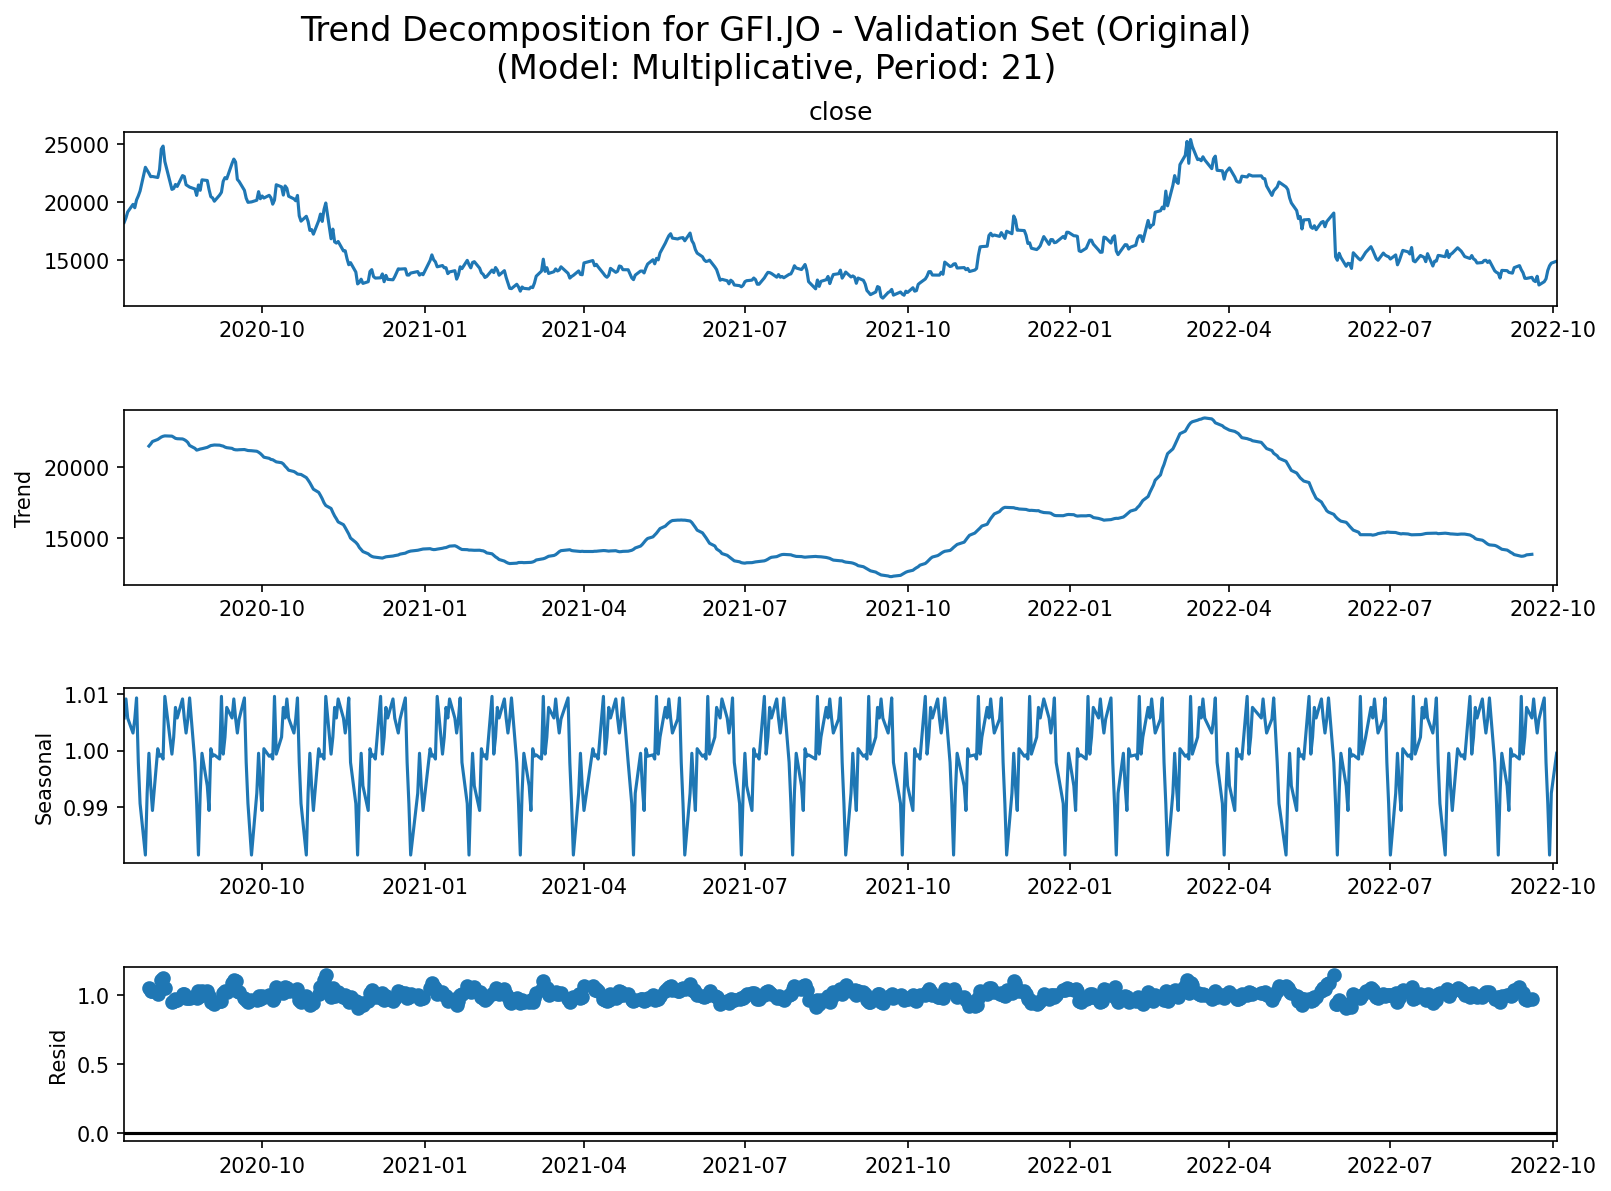 Trend Decomposition for GFI.JO - Validation Set (Original)
(Model: Multiplicative, Period: 21)
close
25000
20000
15000
2020-10 2021-01 2021-04 2021-07 2021-10 2022-01 2022-04 2022-07 2022-10
Trend
20000
15000
2020-10 2021-01 2021-04 2021-07 2021-10 2022-01 2022-04 2022-07 2022-10
Seasonal
1.01
1.00
0.99
2020-10 2021-01 2021-04 2021-07 2021-10 2022-01 2022-04 2022-07 2022-10
Resid
1.0
0.5
0.0
2020-10 2021-01 2021-04 2021-07 2021-10 2022-01 2022-04 2022-07 2022-10